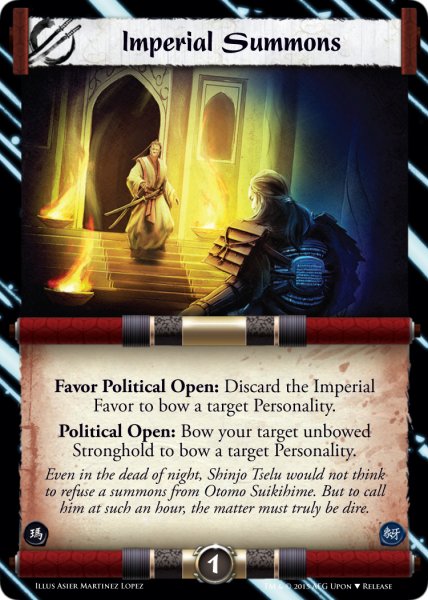 Imperial Summons
Favor Political Open: Discard the Imperial
Favor to bow a target Personality.
Political Open: Bow your target unbowed
Stronghold to bow a target Personality.
Even in the dead of night, Shinjo Tselu would not think
to refuse a summons from Otomo Suikihime. But to call
him at such an hour, the matter must truly be dire.
瑪
1
牙
Illus Asier Martinez Lopez
© 2015 AEG Upon ▼ Release